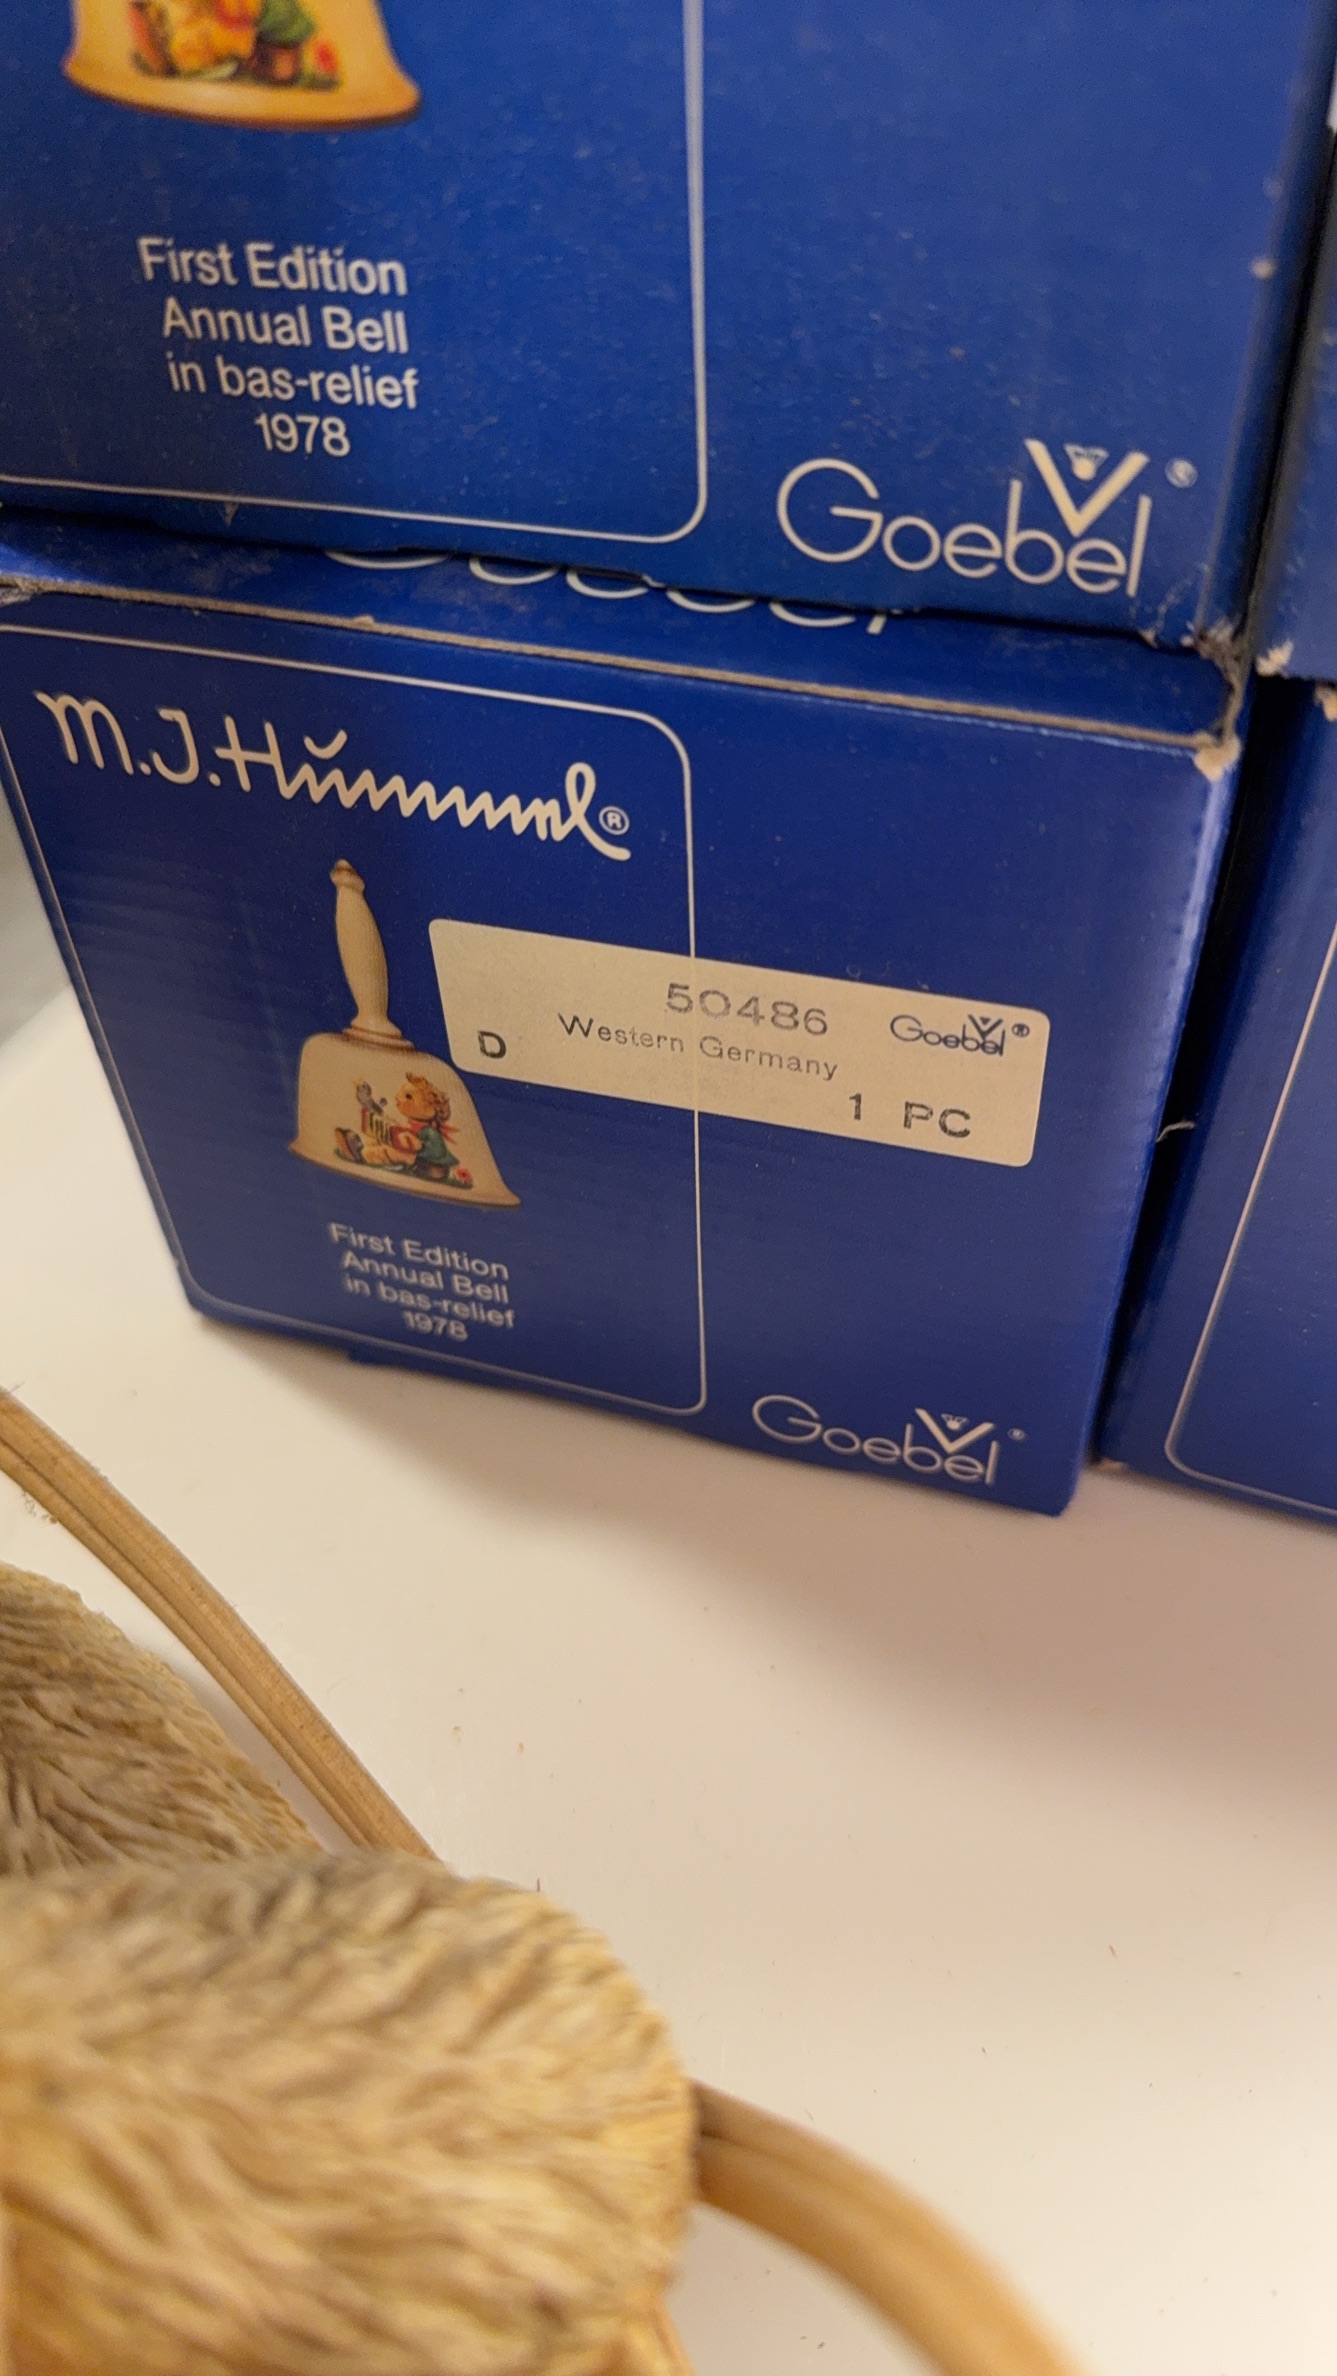 First Edition
Annual Bell
in bas-relief
1978
Goebel®
Goebel
M.J.Hummel®
50486 Goebel®
Western Germany
D
1 PC
First Edition
Annual Bell
in bas-relief
1978
Goebel®